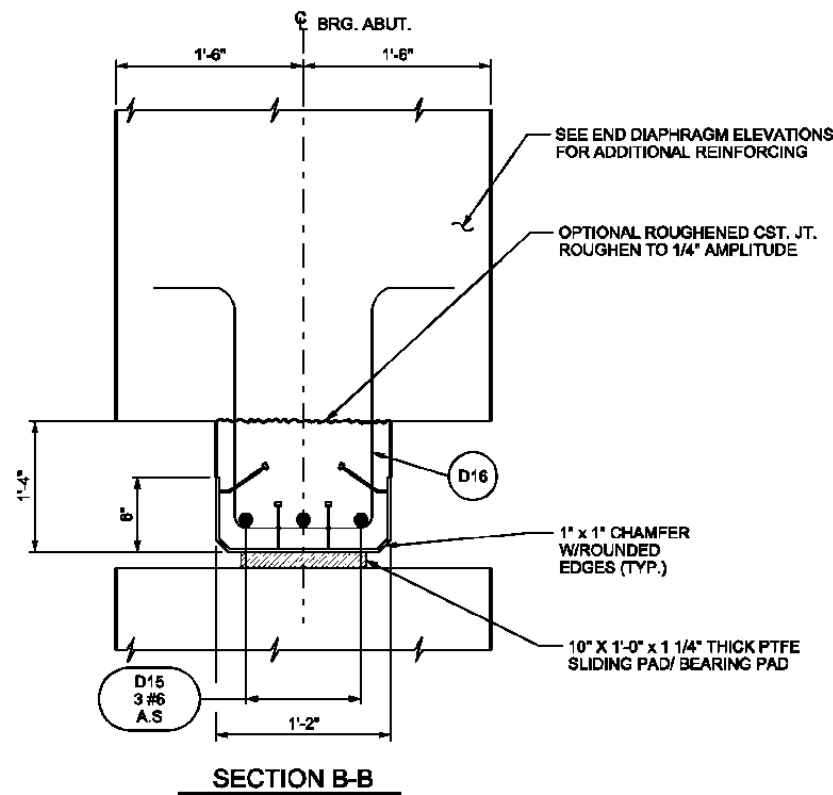 ℄ BRG. ABUT.
1'-6"
1'-6"
SEE END DIAPHRAGM ELEVATIONS
FOR ADDITIONAL REINFORCING
OPTIONAL ROUGHENED CST. JT.
ROUGHEN TO 1/4" AMPLITUDE
1'-4"
8"
D16
1" x 1" CHAMFER
W/ROUNDED
EDGES (TYP.)
10" X 1'-0" x 1 1/4" THICK PTFE
SLIDING PAD/ BEARING PAD
D15
3 #6
A.S
1'-2"
SECTION B-B